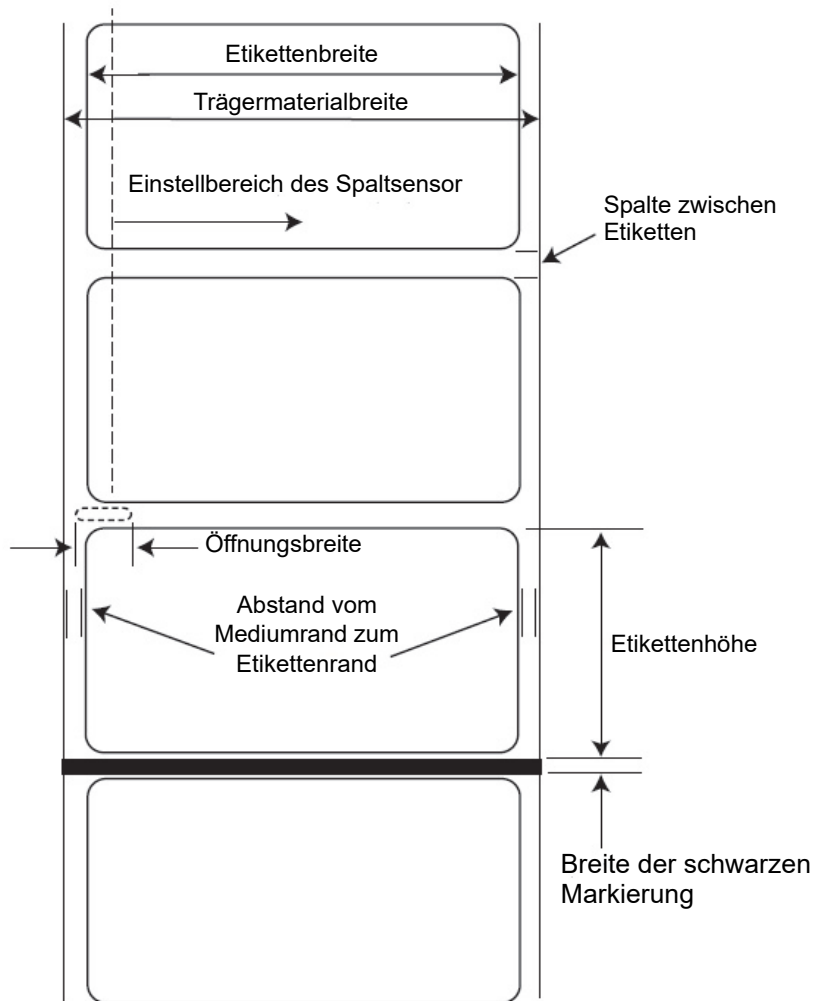 Etikettenbreite
Trägermaterialbreite
Einstellbereich des Spaltsensor
Spalte zwischen
Etiketten
Öffnungsbreite
Abstand vom
Mediumrand zum
Etikettenrand
Etikettenhöhe
Breite der schwarzen
Markierung